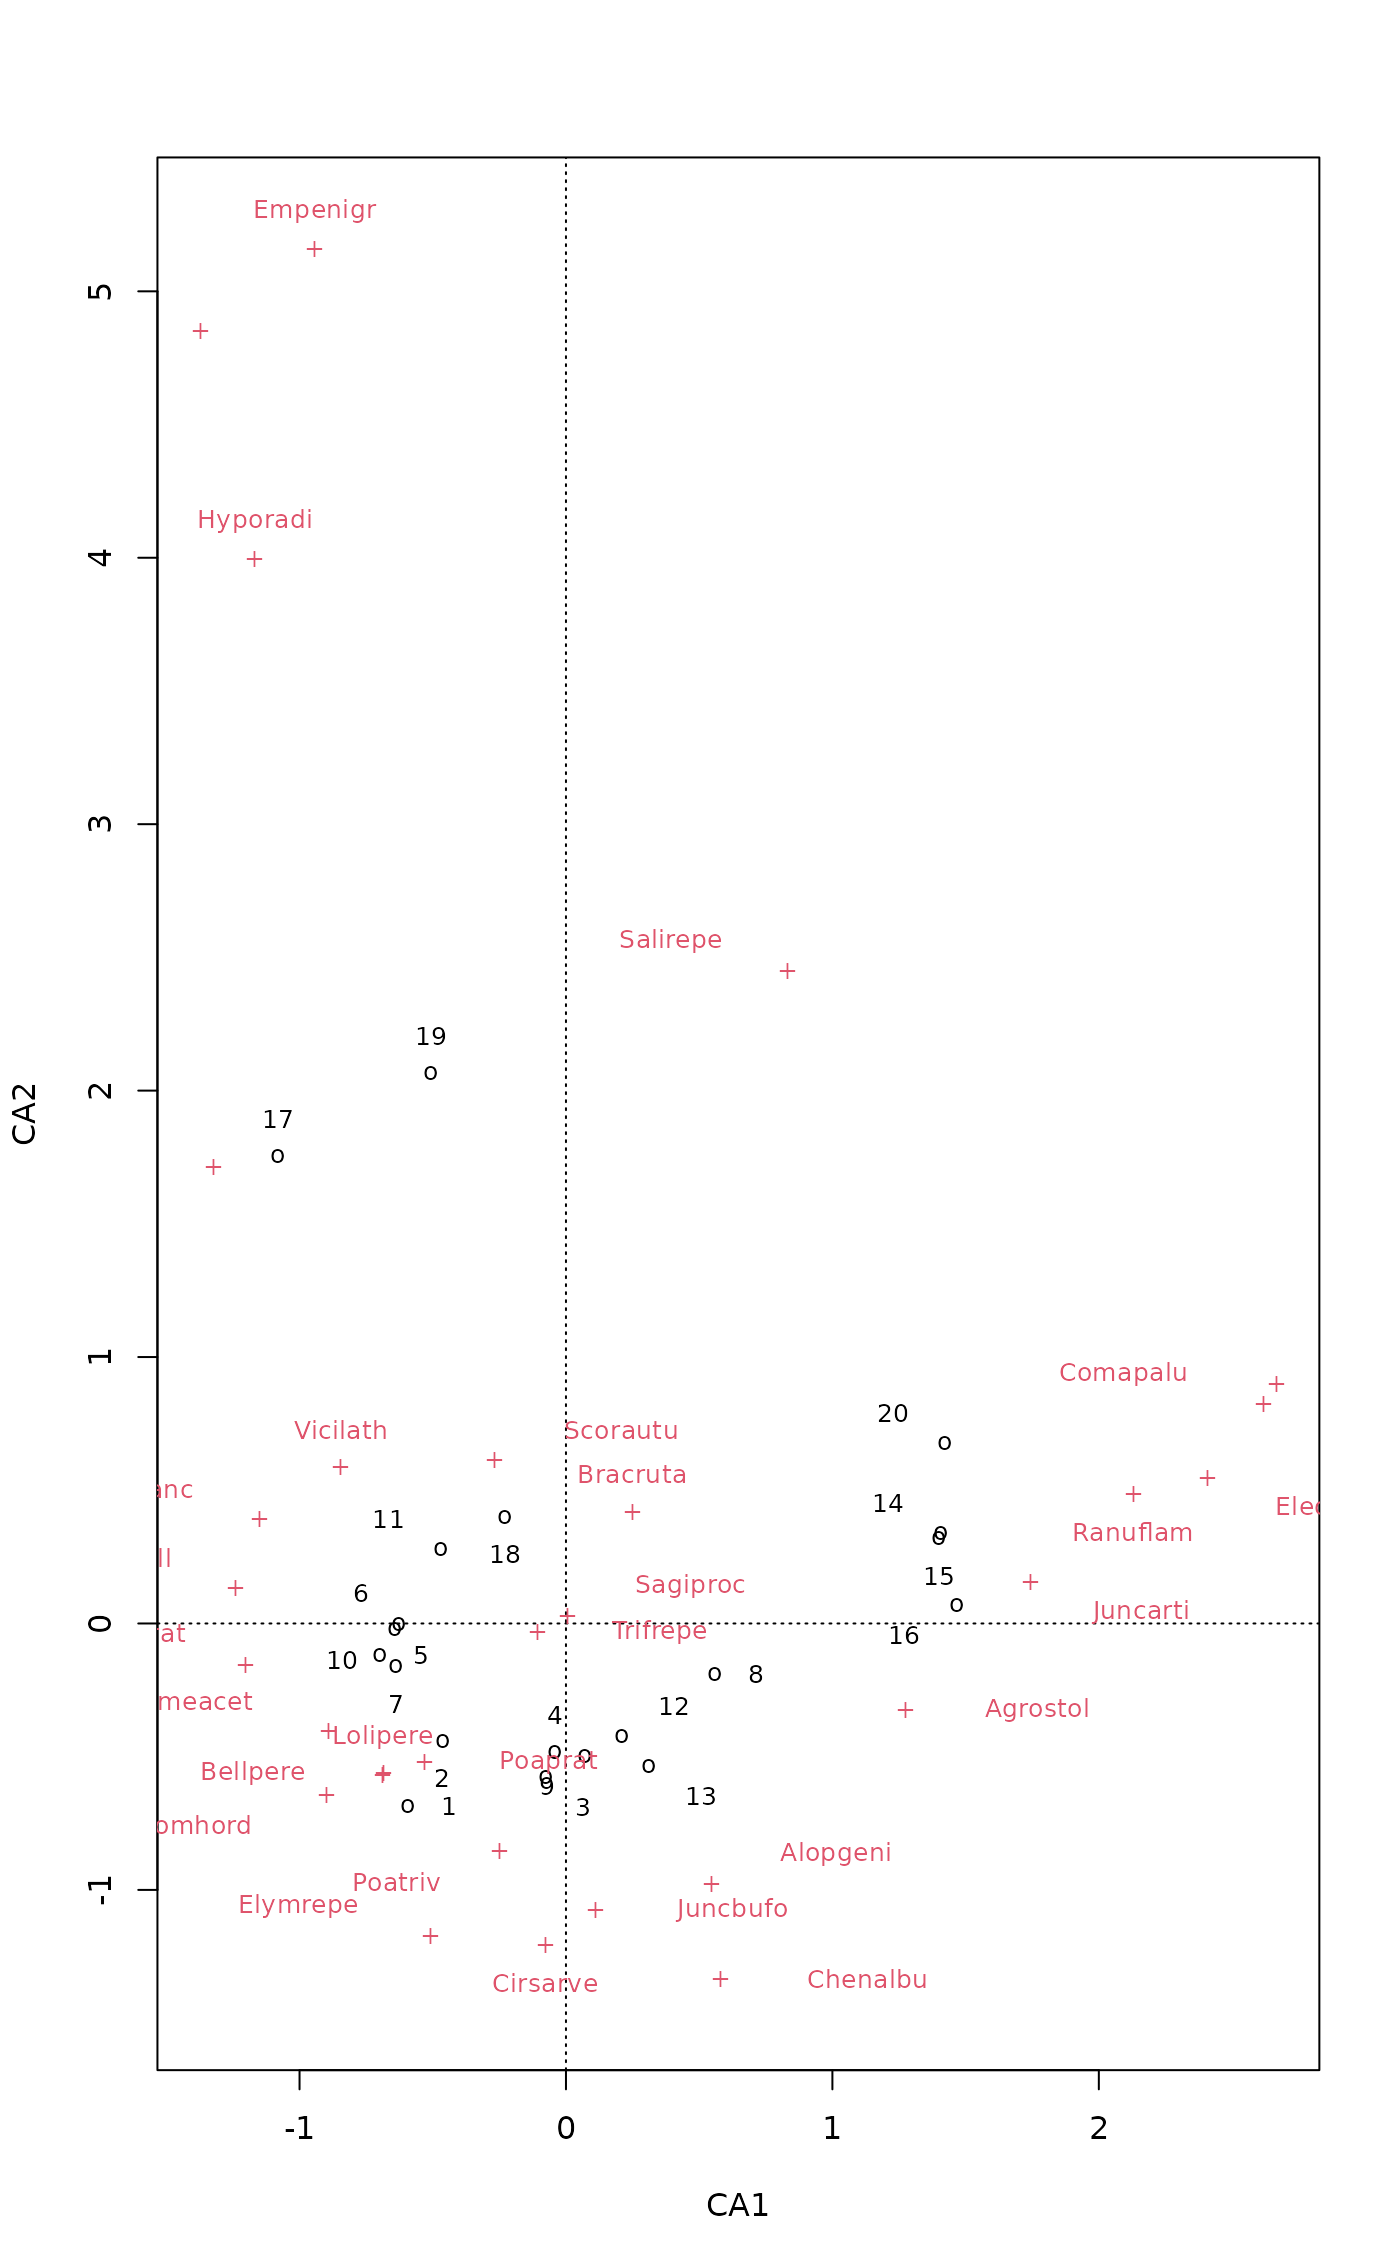 Empenigr
5
Hyporadi
4
3
Salirepe
19
2
CA2
17
Comapalu
20
1
Vicilath
Scorautu
Bracruta
anc
14
Elec
11
Ranuflam
18
ll
15
Sagiproc
6
Juncarti
0
Trifrepe
at
16
5
10
8
meacet
7
12
Agrostol
4
Lolipere
Poaprat
Bellpere
2
9
13
1
3
omhord
Alopgeni
Poatriv
-1
Elymrepe
Juncbufo
Chenalbu
Cirsarve
-1 0 1 2
CA1